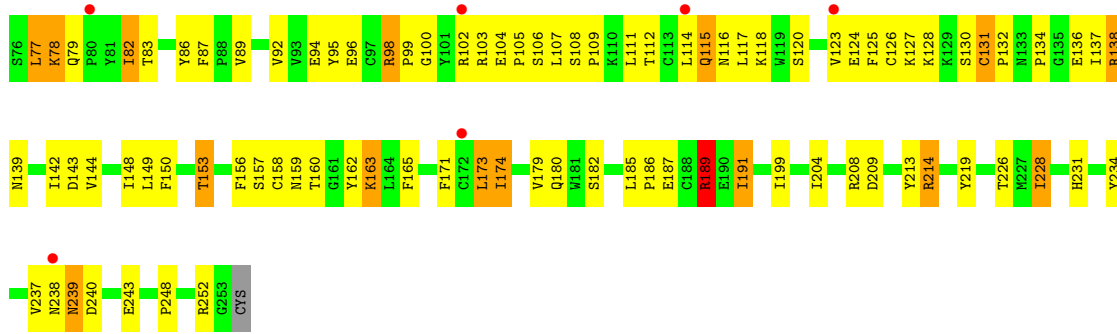 S76 L77 K78 Q79 P80 Y81 I82 T83 Y86 F87 P88 V89 V92 V93 E94 Y95 E96 C97 R98 P99 G100 Y101 R102 R103 E104 P105 S106 L107 S108 P109 K110 L111 T112 C113 L114 Q115 N116 L117 K118 W119 S120 V123 E124 F125 C126 K127 K128 K129 S130 C131 P132 N133 P134 G135 E136 I137 R138
N139 I142 D143 V144 I148 L149 F150 T153 F156 S157 C158 N159 T160 G161 Y162 K163 L164 F165 F171 C172 L173 I174 V179 Q180 W181 S182 L185 P186 E187 C188 R189 E190 I191 I199 I204 R208 D209 Y213 R214 Y219 T226 M227 I228 H231 Y234
V237 N238 N239 D240 E243 P248 R252 G253 CYS